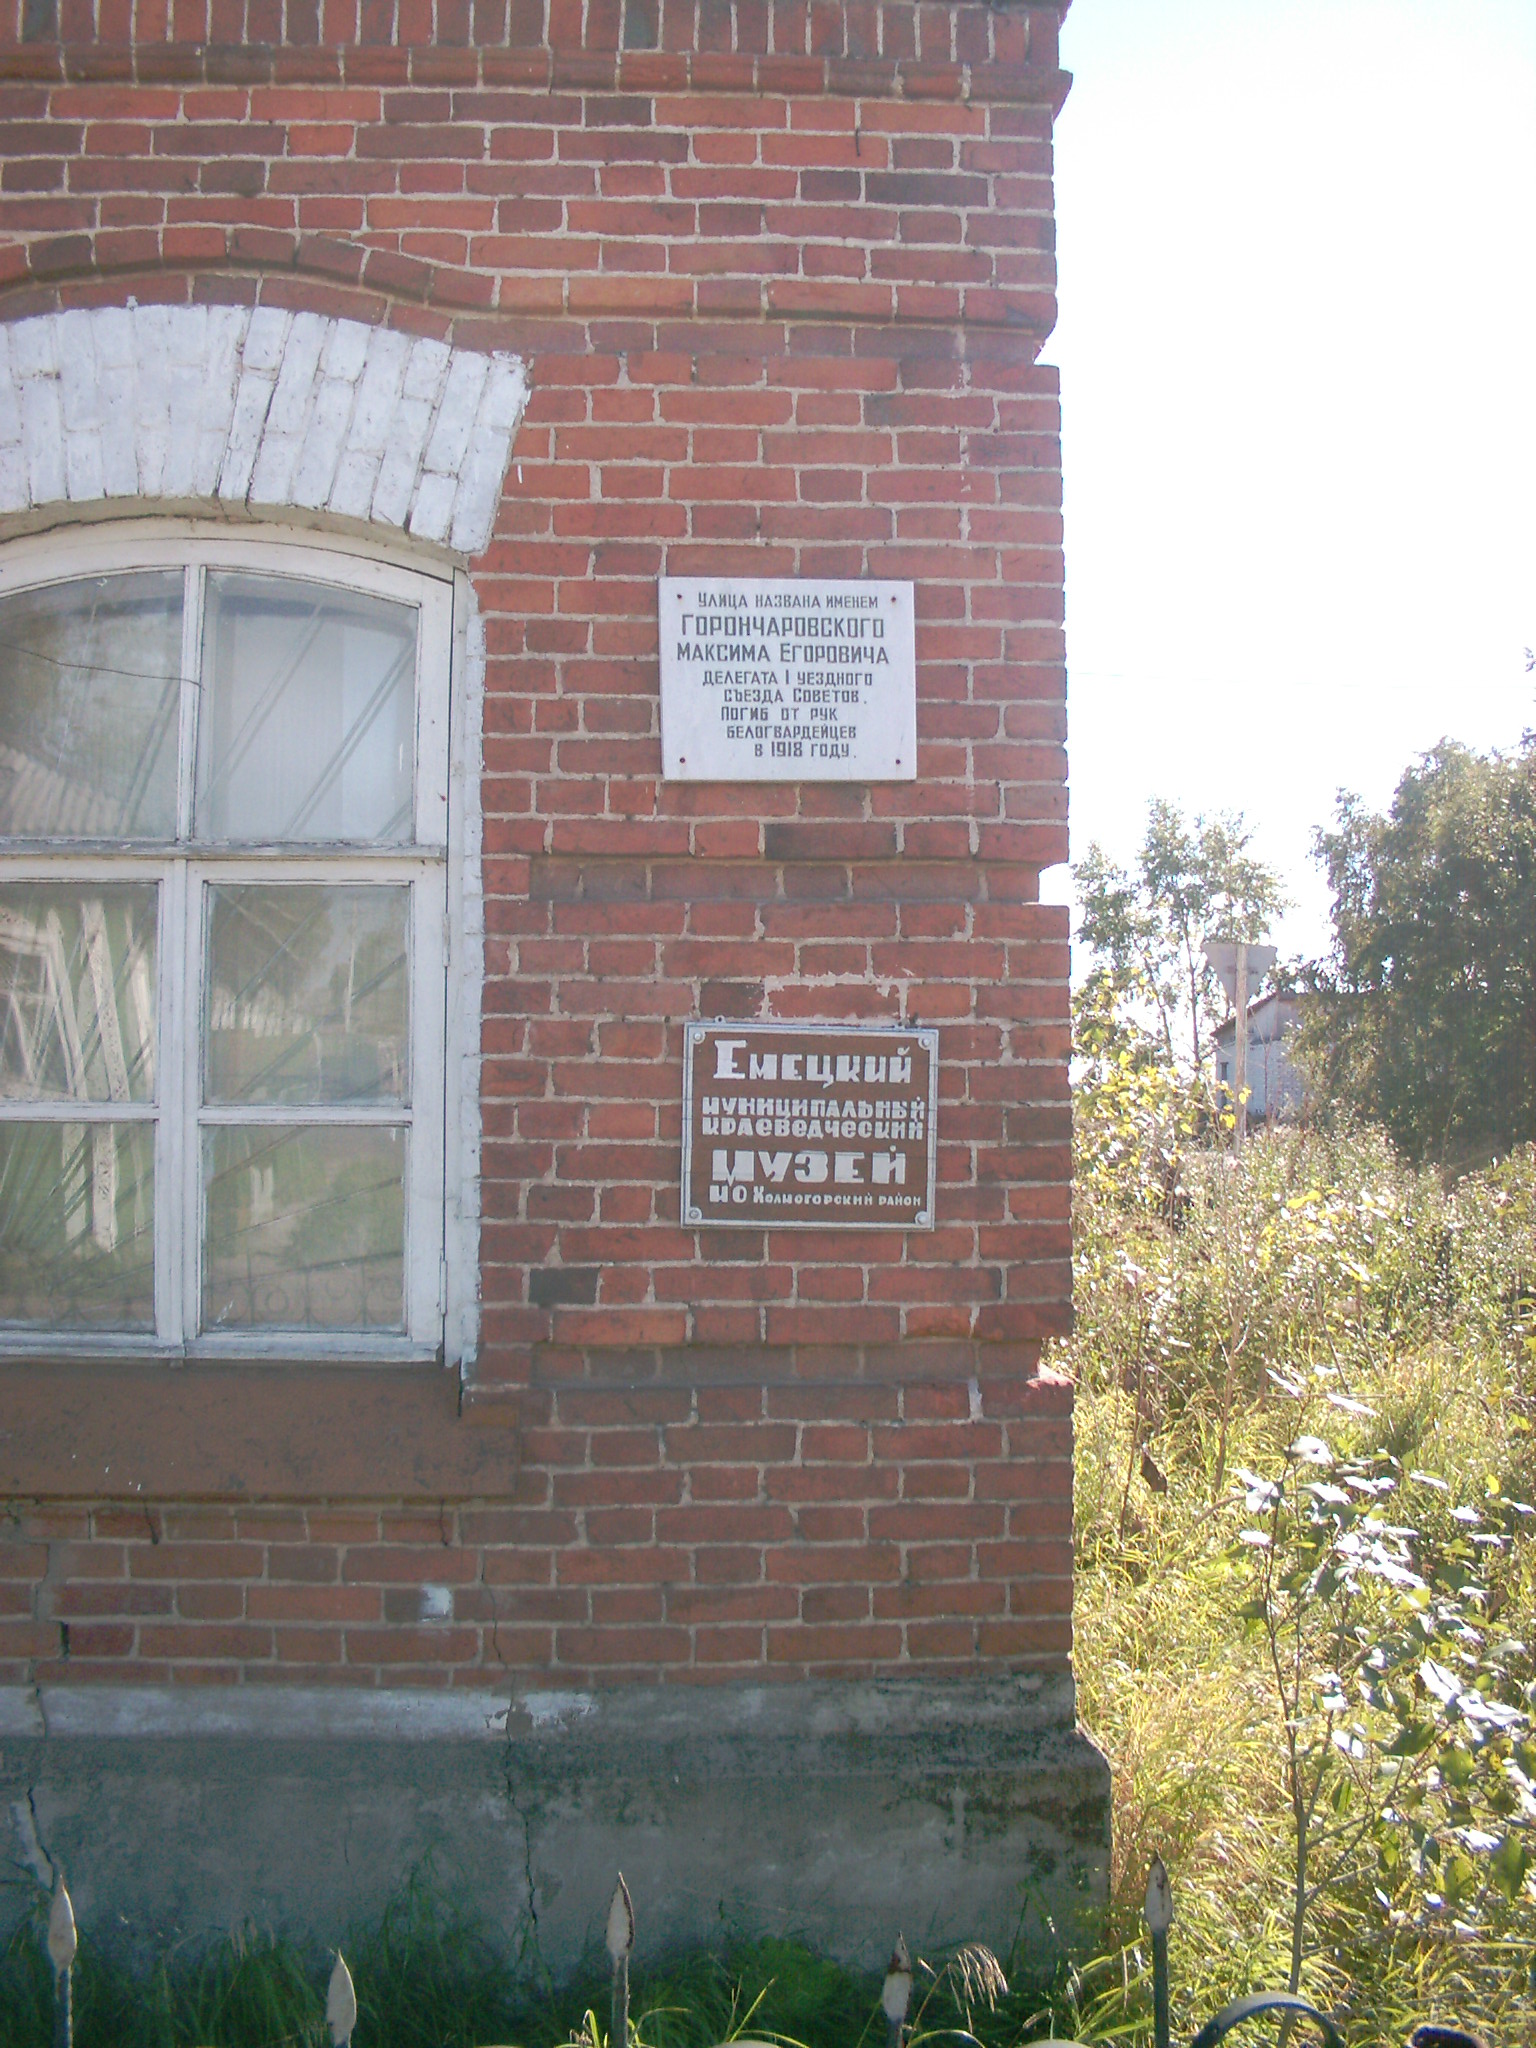 УЛИЦА НАЗВАНА ИМЕНЕМ
ГОРОНЧАРОВСКОГО
МАКСИМА ЕГОРОВИЧА
ДЕЛЕГАТА I УЕЗДНОГО
СЪЕЗДА СОВЕТОВ.
ПОГИБ ОТ РУК
БЕЛОГВАРДЕЙЦЕВ
В 1918 ГОДУ.
ЕМЕЦКИЙ
МУНИЦИПАЛЬНЫЙ
КРАЕВЕДЧЕСКИЙ
МУЗЕЙ
МО ХОЛМОГОРСКИЙ РАЙОН